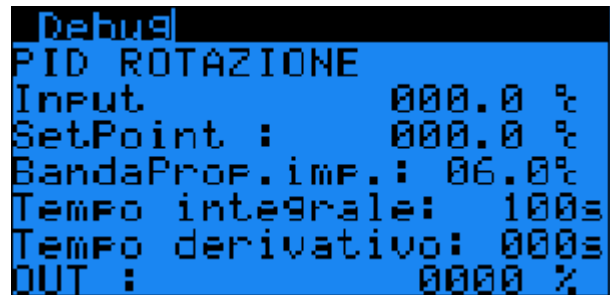 Debug
PID ROTAZIONE
Input 000.0 °c
SetPoint : 000.0 °c
BandaProp.imp.: 06.0°c
Tempo integrale: 100s
Tempo derivativo: 000s
OUT : 0000 %